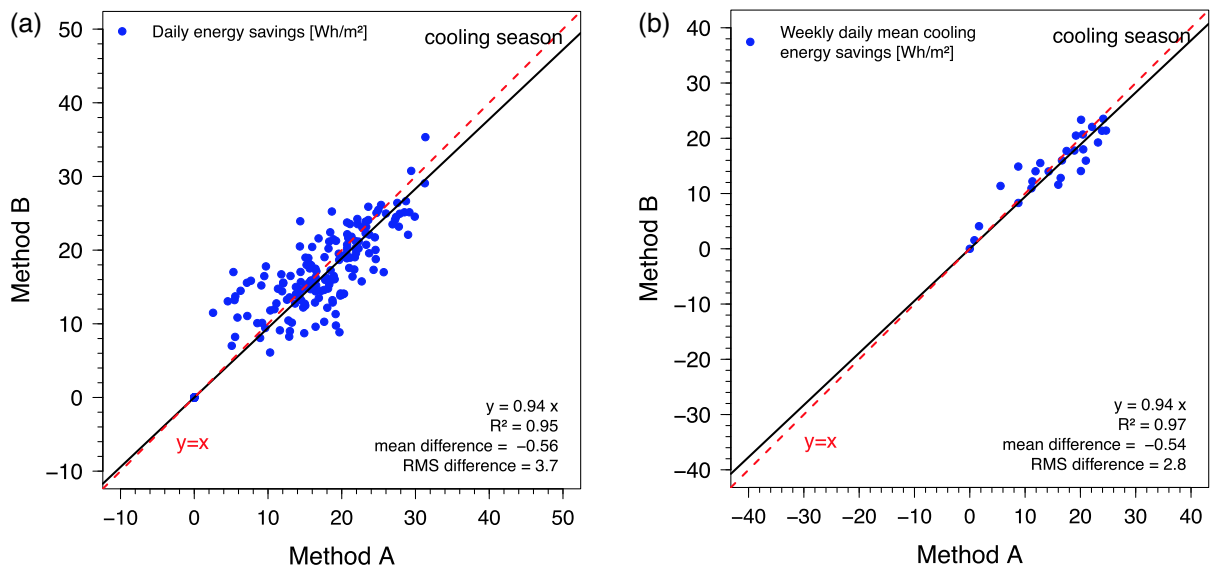 (a)
Daily energy savings [Wh/m²]
cooling season
50
40
30
20
10
0
−10
Method B
y=x
y = 0.94 x
R² = 0.95
mean difference = −0.56
RMS difference = 3.7
−10 0 10 20 30 40 50
Method A
(b)
Weekly daily mean cooling
energy savings [Wh/m²]
cooling season
40
30
20
10
0
−10
−20
−30
−40
Method B
y=x
y = 0.94 x
R² = 0.97
mean difference = −0.54
RMS difference = 2.8
−40 −30 −20 −10 0 10 20 30 40
Method A